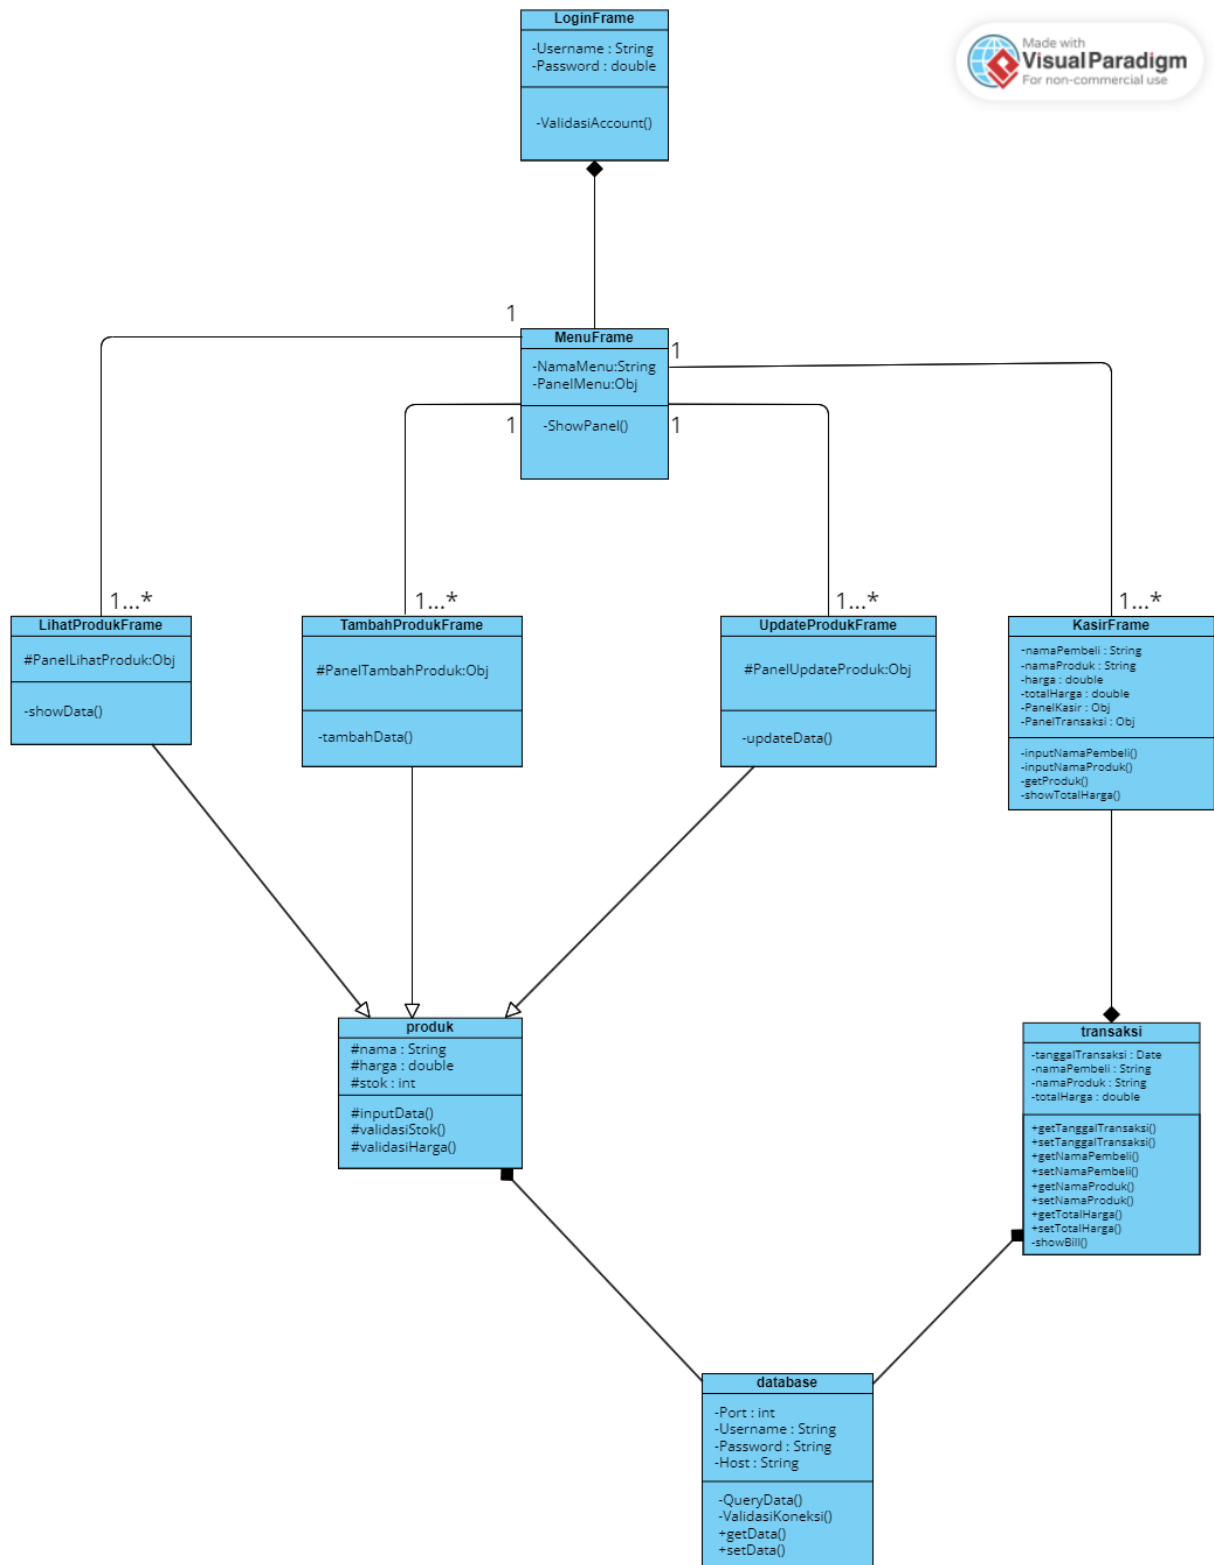 LoginFrame
-Username : String
-Password : double
-ValidasiAccount()
Made with
Visual Paradigm
For non-commercial use
1
MenuFrame
-NamaMenu:String
-PanelMenu:Obj
-ShowPanel()
1
1
1
1...*
LihatProdukFrame
#PanelLihatProduk:Obj
-showData()
1...*
TambahProdukFrame
#PanelTambahProduk:Obj
-tambahData()
1...*
UpdateProdukFrame
#PanelUpdateProduk:Obj
-updateData()
1...*
KasirFrame
-namaPembeli : String
-namaProduk : String
-harga : double
-totalHarga : double
-PanelKasir : Obj
-PanelTransaksi : Obj
-inputNamaPembeli()
-inputNamaProduk()
-getProduk()
-showTotalHarga()
produk
#nama : String
#harga : double
#stok : int
#inputData()
#validasiStok()
#validasiHarga()
transaksi
-tanggalTransaksi : Date
-namaPembeli : String
-namaProduk : String
-totalHarga : double
+getTanggalTransaksi()
+setTanggalTransaksi()
+getNamaPembeli()
+setNamaPembeli()
+getNamaProduk()
+setNamaProduk()
+getTotalHarga()
+setTotalHarga()
-showBill()
database
-Port : int
-Username : String
-Password : String
-Host : String
-QueryData()
-ValidasiKoneksi()
+getData()
+setData()